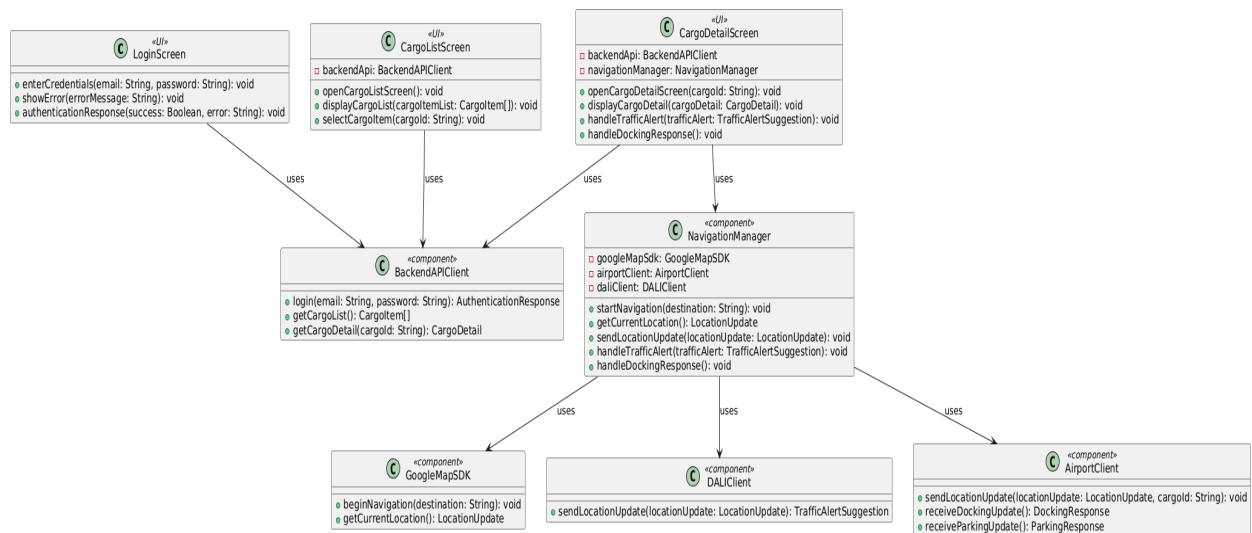 «UI»
C LoginScreen
enterCredentials(email: String, password: String): void
showError(errorMessage: String): void
authenticationResponse(success: Boolean, error: String): void
«UI»
C CargoListScreen
backendApi: BackendAPIClient
openCargoListScreen(): void
displayCargoList(cargoItemList: CargoItem[]): void
selectCargoItem(cargoId: String): void
«UI»
C CargoDetailScreen
backendApi: BackendAPIClient
navigationManager: NavigationManager
openCargoDetailScreen(cargoId: String): void
displayCargoDetail(cargoDetail: CargoDetail): void
handleTrafficAlert(trafficAlert: TrafficAlertSuggestion): void
handleDockingResponse(): void
uses
uses
uses
uses
«component»
C BackendAPIClient
login(email: String, password: String): AuthenticationResponse
getCargoList(): CargoItem[]
getCargoDetail(cargoId: String): CargoDetail
«component»
C NavigationManager
googleMapSdk: GoogleMapSDK
airportClient: AirportClient
daliClient: DALIClient
startNavigation(destination: String): void
getCurrentLocation(): LocationUpdate
sendLocationUpdate(locationUpdate: LocationUpdate): void
handleTrafficAlert(trafficAlert: TrafficAlertSuggestion): void
handleDockingResponse(): void
uses
uses
uses
«component»
C GoogleMapSDK
beginNavigation(destination: String): void
getCurrentLocation(): LocationUpdate
«component»
C DALIClient
sendLocationUpdate(locationUpdate: LocationUpdate): TrafficAlertSuggestion
«component»
C AirportClient
sendLocationUpdate(locationUpdate: LocationUpdate, cargoId: String): void
receiveDockingUpdate(): DockingResponse
receiveParkingUpdate(): ParkingResponse